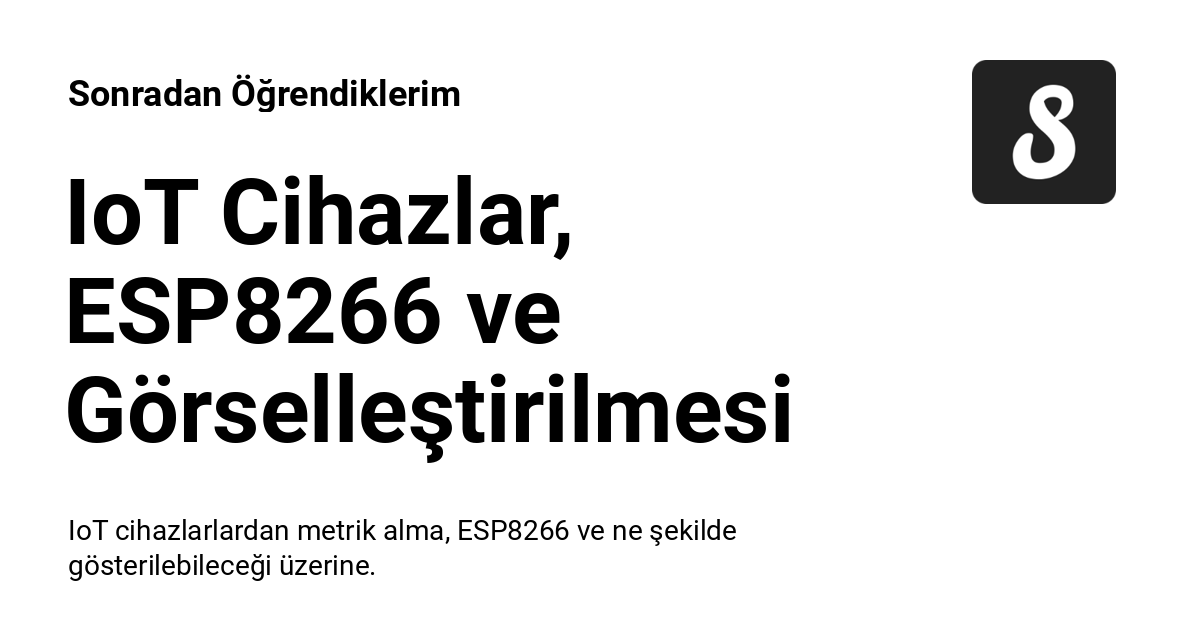 Sonradan Öğrendiklerim
S
IoT Cihazlar,
ESP8266 ve
Görselleştirilmesi
IoT cihazlarlardan metrik alma, ESP8266 ve ne şekilde
gösterilebileceği üzerine.